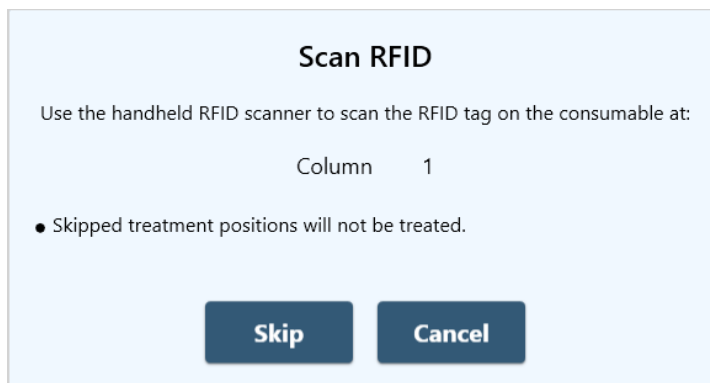 Scan RFID
Use the handheld RFID scanner to scan the RFID tag on the consumable at:
Column 1
● Skipped treatment positions will not be treated.
Skip Cancel